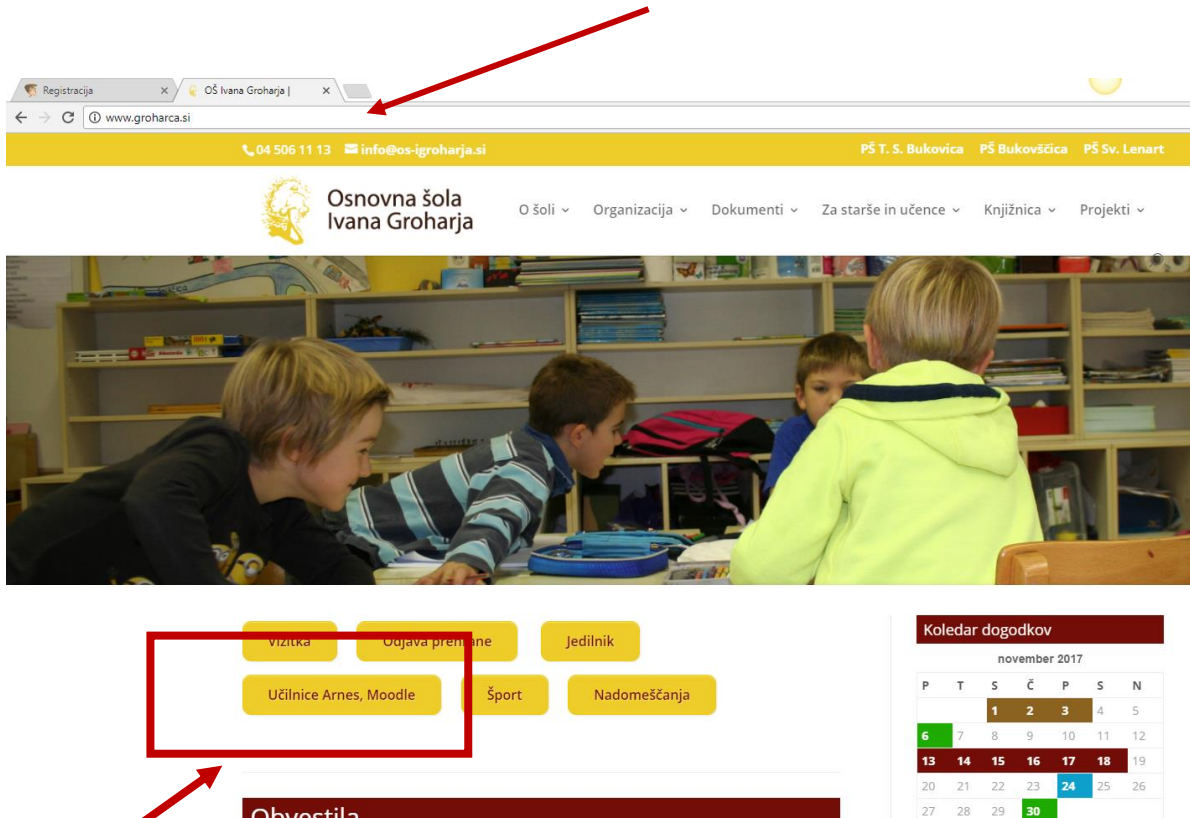 Registracija
OŠ Ivana Groharja |
www.groharca.si
04 506 11 13 info@os-igroharja.si PŠ T. S. Bukovica PŠ Bukovščica PŠ Sv. Lenart
Osnovna šola
Ivana Groharja
O šoli Organizacija Dokumenti Za starše in učence Knjižnica Projekti
Vizitka Odjava prehrane Jedilnik
Učilnice Arnes, Moodle Šport Nadomeščanja
Obvestila
Koledar dogodkov
november 2017
P T S Č P S N
1 2 3 4 5
6 7 8 9 10 11 12
13 14 15 16 17 18 19
20 21 22 23 24 25 26
27 28 29 30